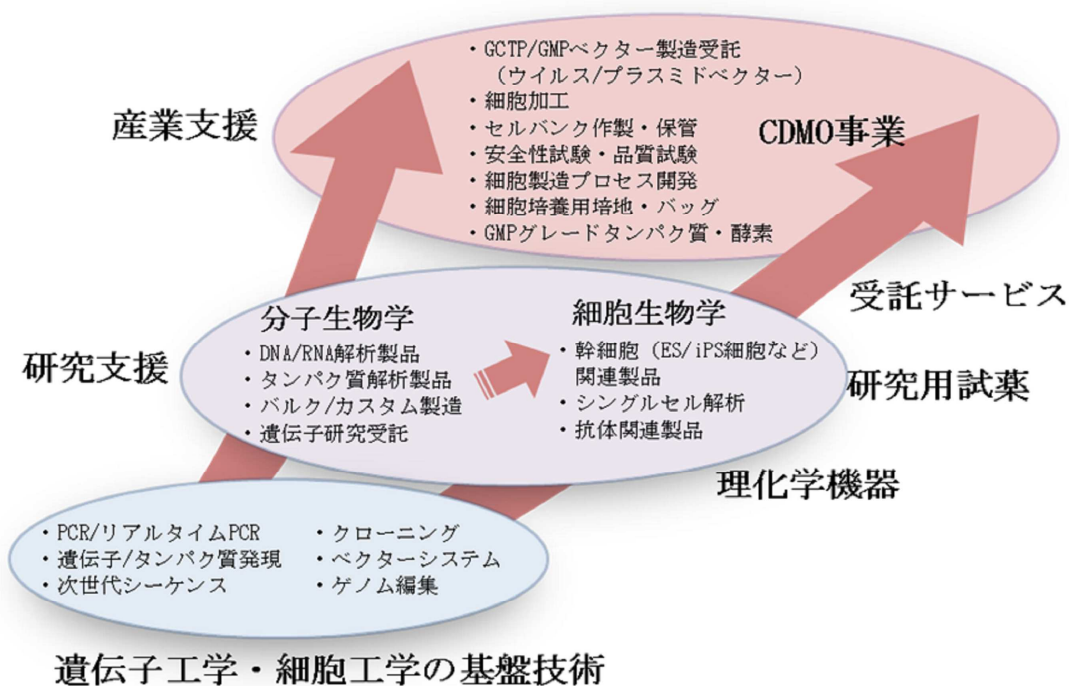 ・GCTP/GMPベクター製造受託
（ウイルス/プラスミドベクター）
・細胞加工
・セルバンク作製・保管
・安全性試験・品質試験
・細胞製造プロセス開発
・細胞培養用培地・バッグ
・GMPグレードタンパク質・酵素
CDMO事業
産業支援
受託サービス
分子生物学
・DNA/RNA解析製品
・タンパク質解析製品
・バルク/カスタム製造
・遺伝子研究受託
細胞生物学
・幹細胞（ES/iPS細胞など）
関連製品
・シングルセル解析
・抗体関連製品
研究支援
研究用試薬
理化学機器
・PCR/リアルタイムPCR
・遺伝子/タンパク質発現
・次世代シーケンス
・クローニング
・ベクターシステム
・ゲノム編集
遺伝子工学・細胞工学の基盤技術